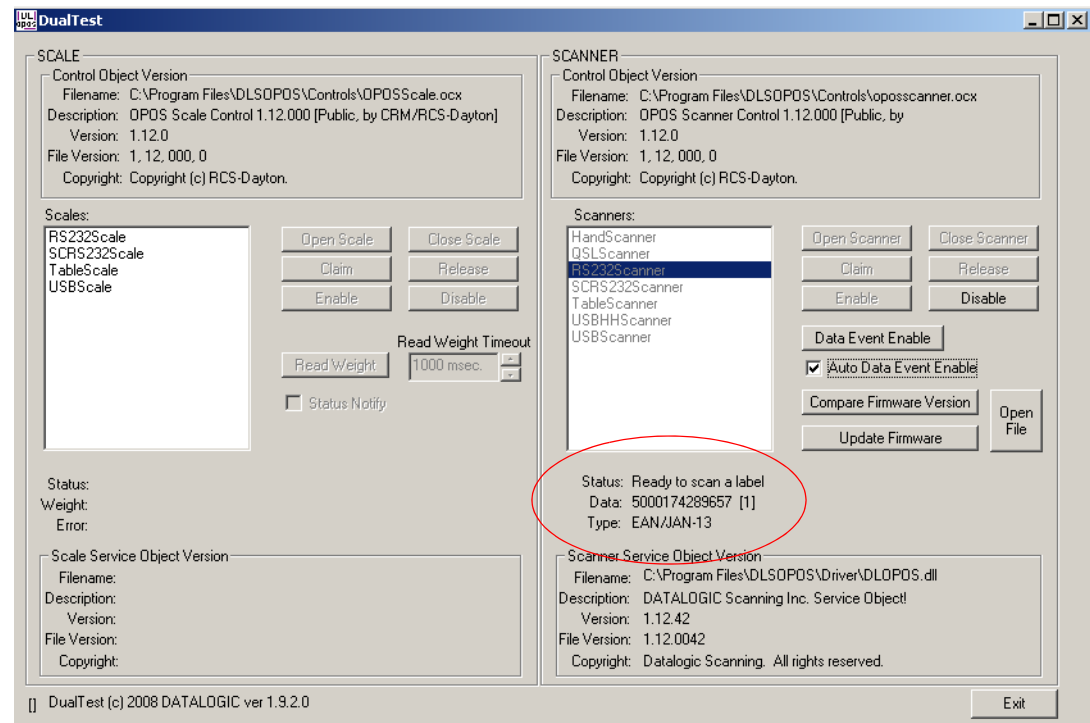 UL opos DualTest
SCALE
Control Object Version
Filename: C:\Program Files\DLSOPOS\Controls\OPOSScale.ocx
Description: OPOS Scale Control 1.12.000 [Public, by CRM/RCS-Dayton]
Version: 1.12.0
File Version: 1, 12, 000, 0
Copyright: Copyright (c) RCS-Dayton.
Scales:
RS232Scale
SCRS232Scale
TableScale
USBScale
Open Scale Close Scale
Claim Release
Enable Disable
Read Weight Timeout
Read Weight 1000 msec.
Status Notify
Status:
Weight:
Error:
Scale Service Object Version
Filename:
Description:
Version:
File Version:
Copyright:
SCANNER
Control Object Version
Filename: C:\Program Files\DLSOPOS\Controls\oposscanner.ocx
Description: OPOS Scanner Control 1.12.000 [Public, by
Version: 1.12.0
File Version: 1, 12, 000, 0
Copyright: Copyright (c) RCS-Dayton.
Scanners:
HandScanner
QSLScanner
RS232Scanner
SCRS232Scanner
TableScanner
USBHHScanner
USBScanner
Open Scanner Close Scanner
Claim Release
Enable Disable
Data Event Enable
Auto Data Event Enable
Compare Firmware Version
Update Firmware
Open
File
Status: Ready to scan a label
Data: 5000174289657 [1]
Type: EAN/JAN-13
Scanner Service Object Version
Filename: C:\Program Files\DLSOPOS\Driver\DLOPOS.dll
Description: DATALOGIC Scanning Inc. Service Object!
Version: 1.12.42
File Version: 1.12.0042
Copyright: Datalogic Scanning. All rights reserved.
[] DualTest (c) 2008 DATALOGIC ver 1.9.2.0
Exit